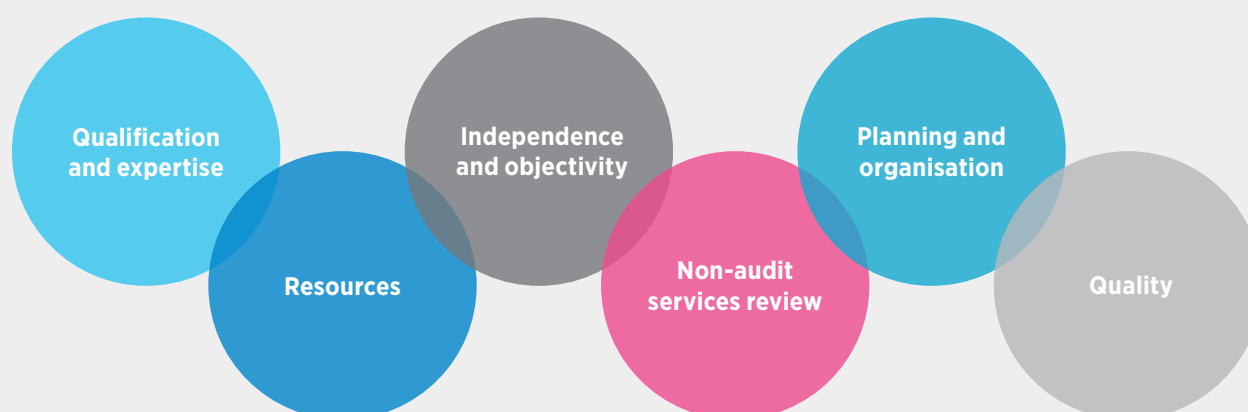 Qualification
and expertise
Resources
Independence
and objectivity
Non-audit
services review
Planning and
organisation
Quality